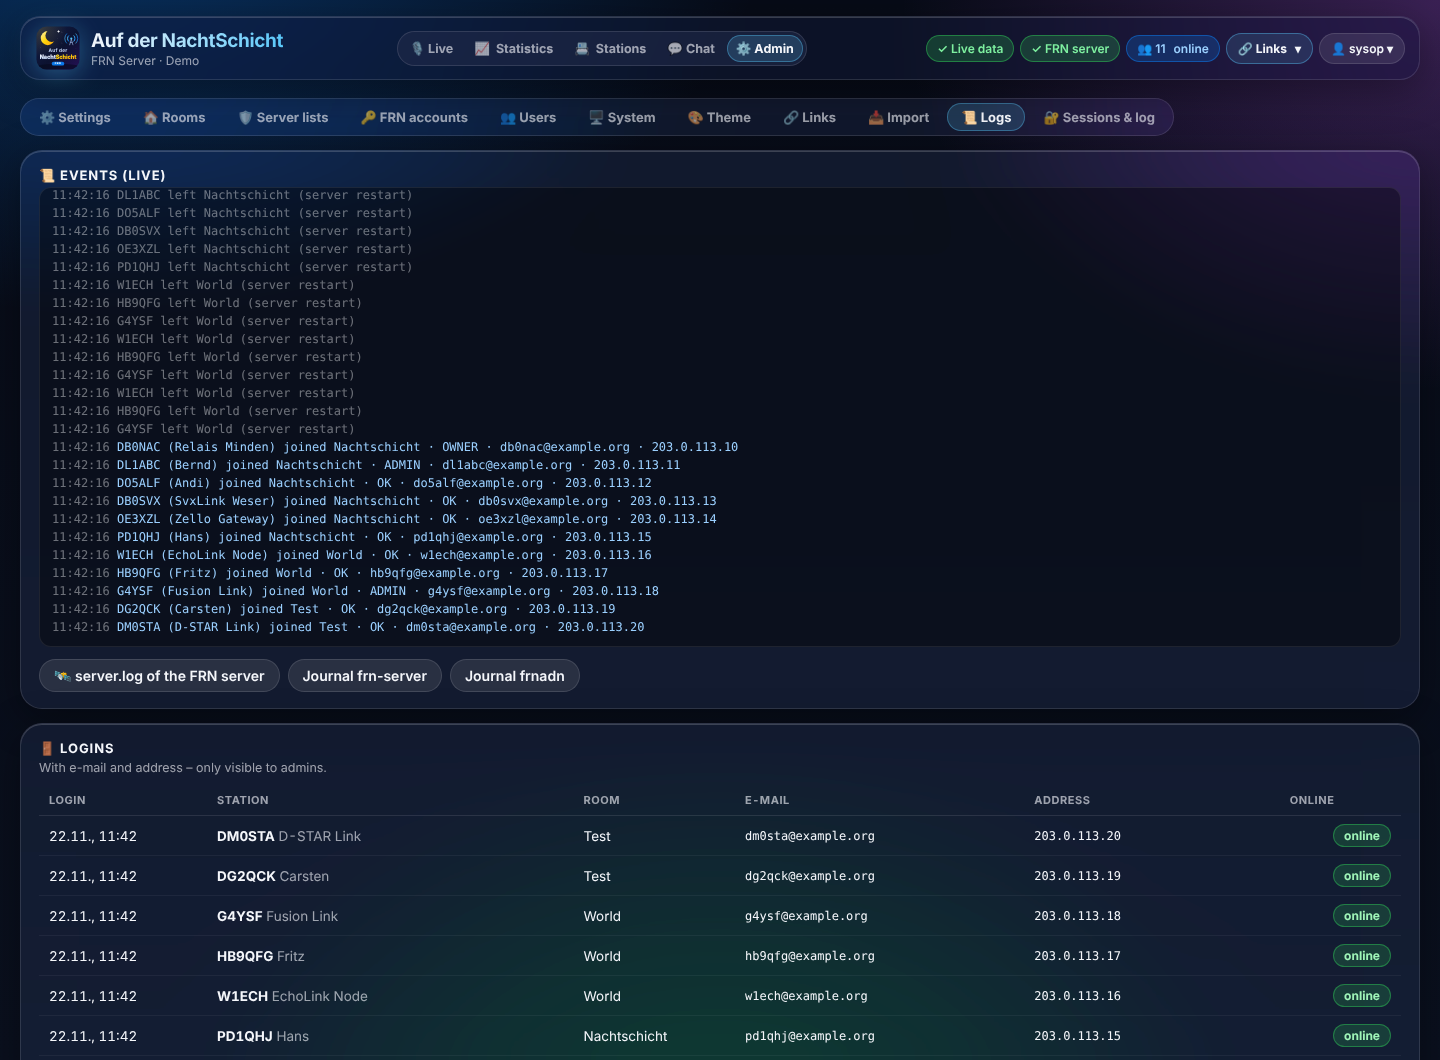 Auf der NachtSchicht
Auf der NachtSchicht
FRN Server · Demo
Live
Statistics
Stations
Chat
Admin
✓ Live data
✓ FRN server
11 online
Links ▾
sysop ▾
Settings
Rooms
Server lists
FRN accounts
Users
System
Theme
Links
Import
Logs
Sessions & log
EVENTS (LIVE)
11:42:16 DL1ABC left Nachtschicht (server restart)
11:42:16 DO5ALF left Nachtschicht (server restart)
11:42:16 DB0SVX left Nachtschicht (server restart)
11:42:16 OE3XZL left Nachtschicht (server restart)
11:42:16 PD1QHJ left Nachtschicht (server restart)
11:42:16 W1ECH left World (server restart)
11:42:16 HB9QFG left World (server restart)
11:42:16 G4YSF left World (server restart)
11:42:16 W1ECH left World (server restart)
11:42:16 HB9QFG left World (server restart)
11:42:16 G4YSF left World (server restart)
11:42:16 W1ECH left World (server restart)
11:42:16 HB9QFG left World (server restart)
11:42:16 G4YSF left World (server restart)
11:42:16 DB0NAC (Relais Minden) joined Nachtschicht · OWNER · db0nac@example.org · 203.0.113.10
11:42:16 DL1ABC (Bernd) joined Nachtschicht · ADMIN · dl1abc@example.org · 203.0.113.11
11:42:16 DO5ALF (Andi) joined Nachtschicht · OK · do5alf@example.org · 203.0.113.12
11:42:16 DB0SVX (SvxLink Weser) joined Nachtschicht · OK · db0svx@example.org · 203.0.113.13
11:42:16 OE3XZL (Zello Gateway) joined Nachtschicht · OK · oe3xzl@example.org · 203.0.113.14
11:42:16 PD1QHJ (Hans) joined Nachtschicht · OK · pd1qhj@example.org · 203.0.113.15
11:42:16 W1ECH (EchoLink Node) joined World · OK · w1ech@example.org · 203.0.113.16
11:42:16 HB9QFG (Fritz) joined World · OK · hb9qfg@example.org · 203.0.113.17
11:42:16 G4YSF (Fusion Link) joined World · ADMIN · g4ysf@example.org · 203.0.113.18
11:42:16 DG2QCK (Carsten) joined Test · OK · dg2qck@example.org · 203.0.113.19
11:42:16 DM0STA (D-STAR Link) joined Test · OK · dm0sta@example.org · 203.0.113.20
server.log of the FRN server
Journal frn-server
Journal frnadn
LOGINS
With e-mail and address – only visible to admins.
LOGIN STATION ROOM E-MAIL ADDRESS ONLINE
22.11., 11:42 DM0STA D-STAR Link Test dm0sta@example.org 203.0.113.20 online
22.11., 11:42 DG2QCK Carsten Test dg2qck@example.org 203.0.113.19 online
22.11., 11:42 G4YSF Fusion Link World g4ysf@example.org 203.0.113.18 online
22.11., 11:42 HB9QFG Fritz World hb9qfg@example.org 203.0.113.17 online
22.11., 11:42 W1ECH EchoLink Node World w1ech@example.org 203.0.113.16 online
22.11., 11:42 PD1QHJ Hans Nachtschicht pd1qhj@example.org 203.0.113.15 online